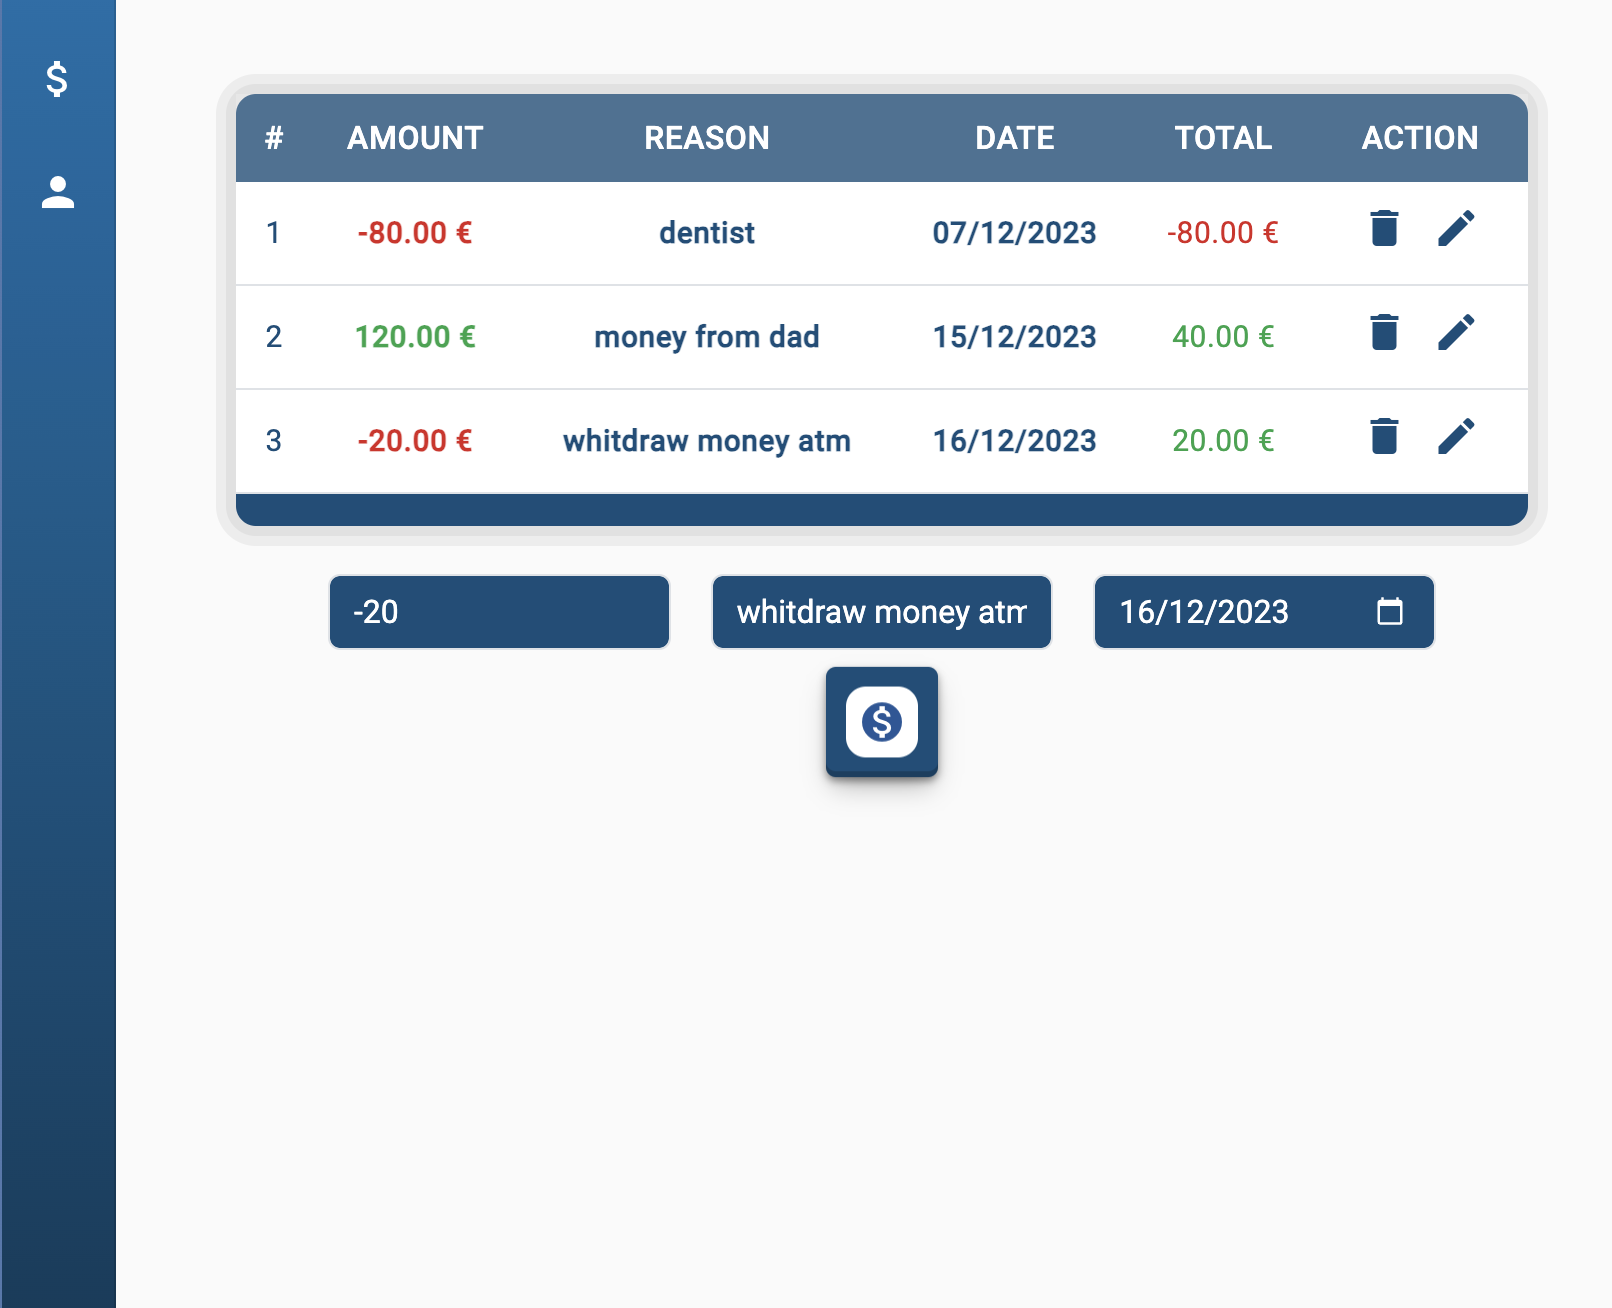 # AMOUNT REASON DATE TOTAL ACTION
1 -80.00 € dentist 07/12/2023 -80.00 €
2 120.00 € money from dad 15/12/2023 40.00 €
3 -20.00 € whitdraw money atm 16/12/2023 20.00 €
-20 whitdraw money atm 16/12/2023